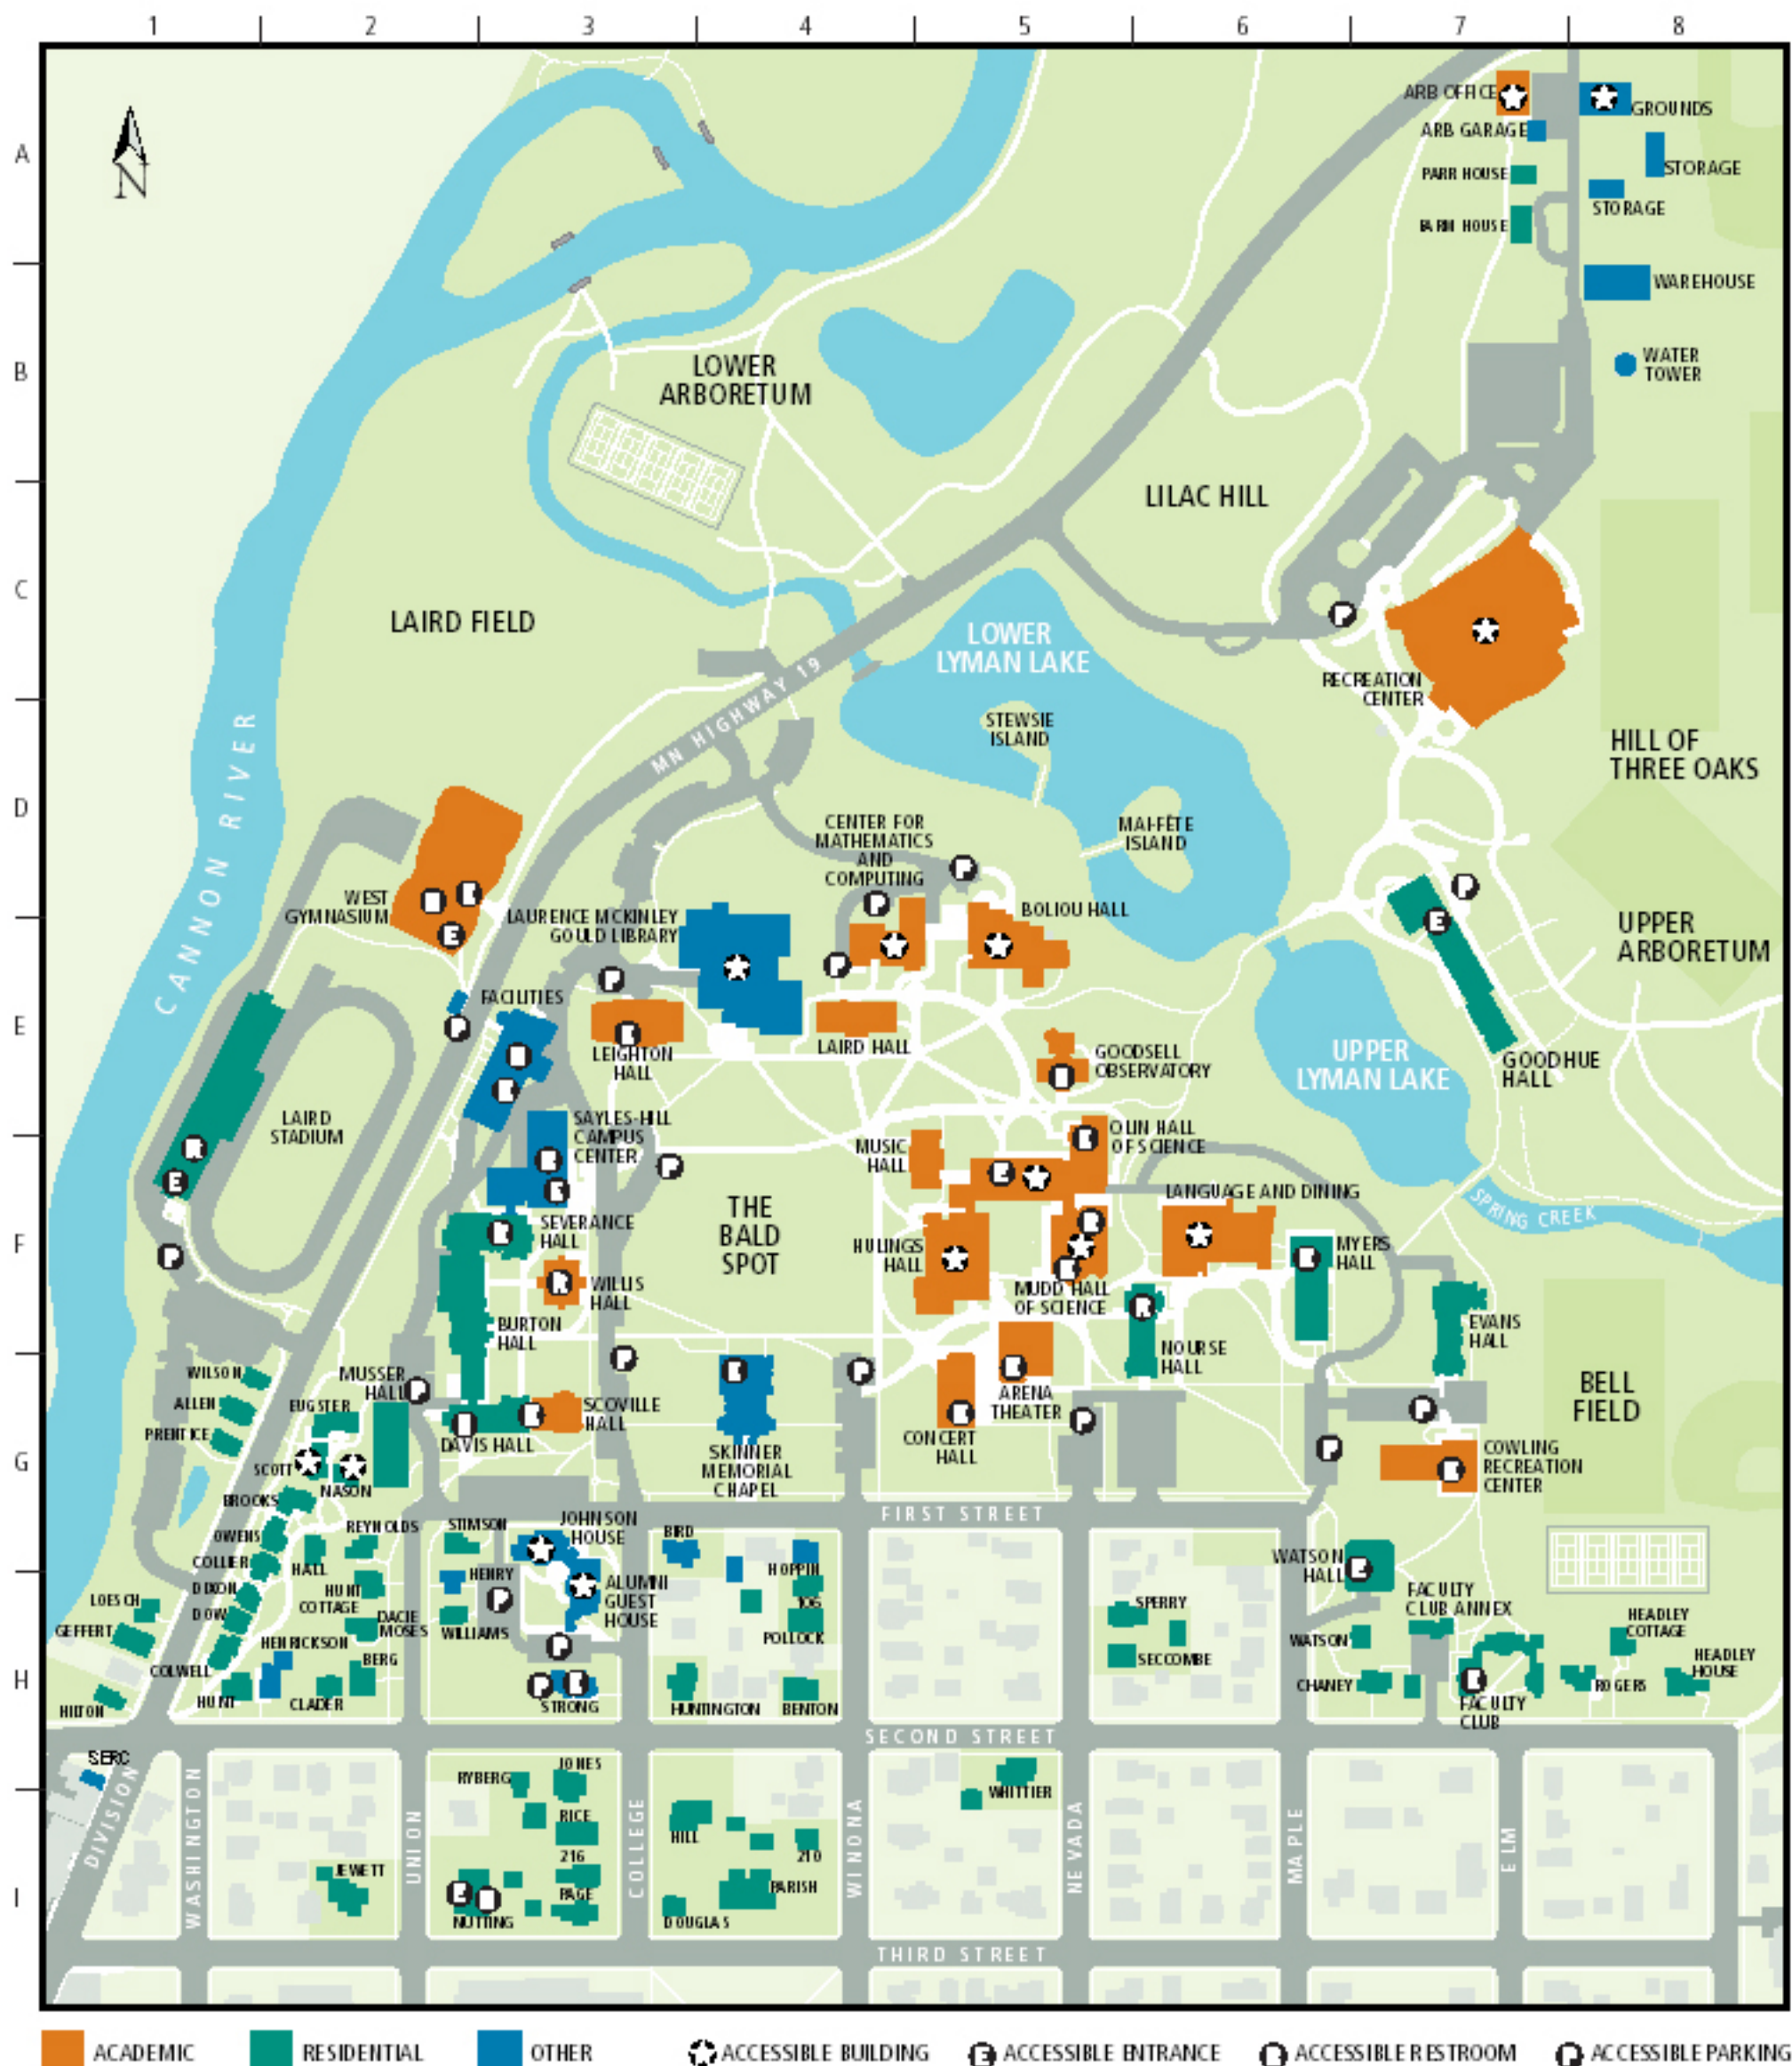 1 2 3 4 5 6 7 8
A
B
C
D
E
F
G
H
I
N
ARB OFFICE
GROUNDS
ARB GARAGE
STORAGE
PARR HOUSE
STORAGE
FARM HOUSE
WAREHOUSE
WATER
TOWER
LOWER
ARBORETUM
LILAC HILL
LAIRD FIELD
LOWER
LYMAN LAKE
RECREATION
CENTER
STEWSIE
ISLAND
MN HIGHWAY 19
CANNON RIVER
HILL OF
THREE OAKS
MAI-FÊTE
ISLAND
CENTER FOR
MATHEMATICS
AND
COMPUTING
WEST
GYMNASIUM
LAURENCE MCKINLEY
GOULD LIBRARY
BOLIOU HALL
UPPER
ARBORETUM
FACILITIES
LEIGHTON
HALL
LAIRD HALL
GOODSELL
OBSERVATORY
UPPER
LYMAN LAKE
GOODHUE
HALL
LAIRD
STADIUM
SAYLES-HILL
CAMPUS
CENTER
MUSIC
HALL
OLIN HALL
OF SCIENCE
LANGUAGE AND DINING
SPRING CREEK
THE
BALD
SPOT
SEVERANCE
HALL
HULINGS
HALL
MYERS
HALL
WILLIS
HALL
MUDD HALL
OF SCIENCE
BURTON
HALL
NOURSE
HALL
EVANS
HALL
WILSON
MUSSER
HALL
ALLEN
EUGSTER
PRENTICE
SCOVILLE
HALL
ARENA
THEATER
BELL
FIELD
DAVIS HALL
CONCERT
HALL
SKINNER
MEMORIAL
CHAPEL
COWLING
RECREATION
CENTER
SCOTT
NASON
BROOKS
FIRST STREET
OWENS
REYNOLDS
STIMSON
JOHNSON
HOUSE
BIRD
COLLIER
HALL
HENRY
HOPPIN
WATSON
HALL
DIXON
HUNT
COTTAGE
ALUMNI
GUEST
HOUSE
106
FACULTY
CLUB ANNEX
LOESCH
DOW
DACIE
MOSES
WILLIAMS
POLLOCK
SPERRY
HEADLEY
COTTAGE
GEFFERT
HENRICKSON
WATSON
COLWELL
BERG
SECCOMBE
HEADLEY
HOUSE
HILTON
HUNT
CLADER
STRONG
HUNTINGTON
BENTON
CHANEY
FACULTY
CLUB
ROGERS
SECOND STREET
SERC
DIVISION
WASHINGTON
UNION
COLLEGE
WINONA
NEVADA
MAPLE
ELM
RYBERG
JONES
WHITTIER
RICE
HILL
216
210
JEWETT
PAGE
PARISH
NUTTING
DOUGLAS
THIRD STREET
ACADEMIC RESIDENTIAL OTHER ACCESSIBLE BUILDING E ACCESSIBLE ENTRANCE ACCESSIBLE RESTROOM P ACCESSIBLE PARKING